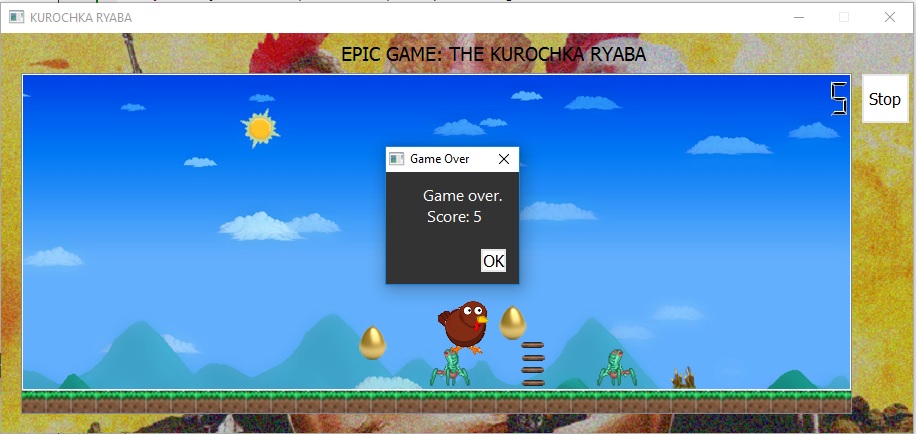 KUROCHKA RYABA
EPIC GAME: THE KUROCHKA RYABA
5
Stop
Game Over
Game over.
Score: 5
OK